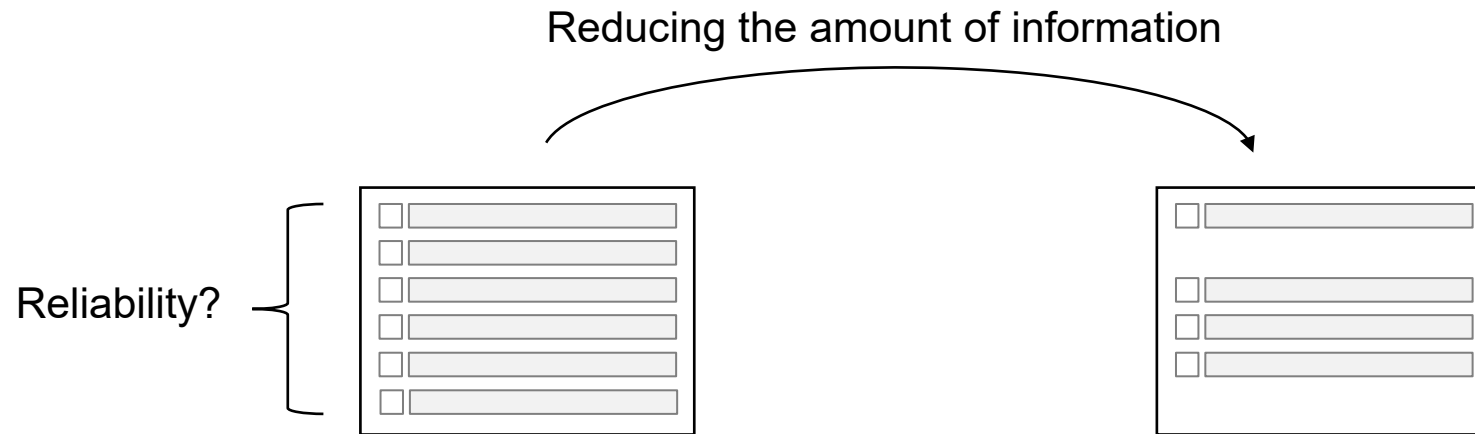 Reducing the amount of information
Reliability?